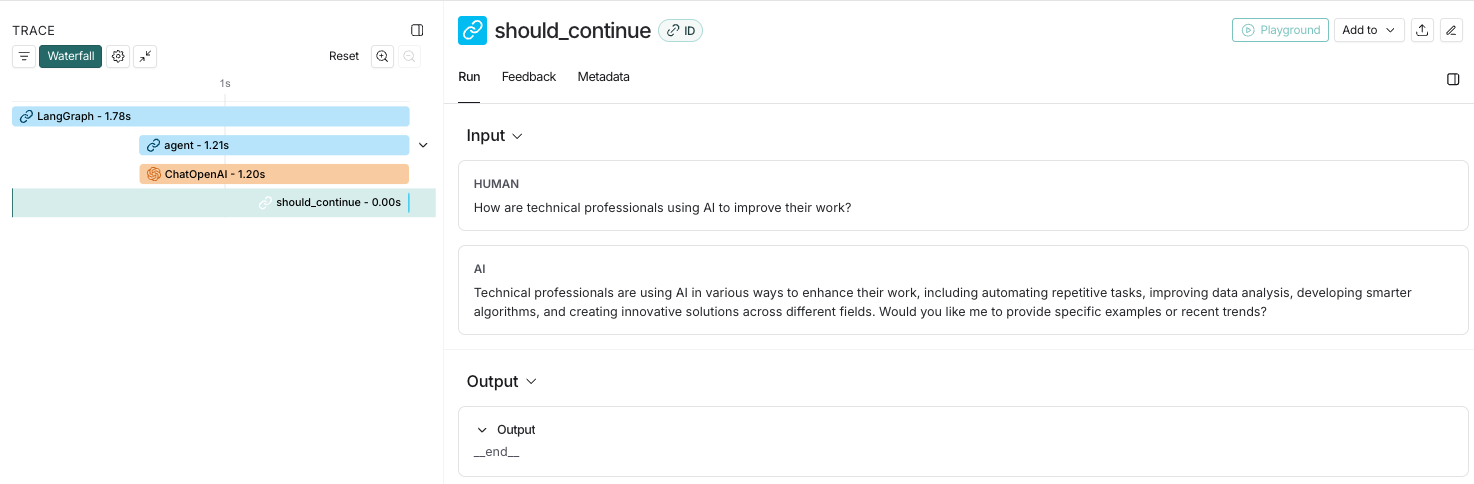 TRACE
Waterfall
Reset
1s
LangGraph - 1.78s
agent - 1.21s
ChatOpenAI - 1.20s
should_continue - 0.00s
should_continue
ID
Playground
Add to
Run Feedback Metadata
Input
HUMAN
How are technical professionals using AI to improve their work?
AI
Technical professionals are using AI in various ways to enhance their work, including automating repetitive tasks, improving data analysis, developing smarter
algorithms, and creating innovative solutions across different fields. Would you like me to provide specific examples or recent trends?
Output
Output
__end__